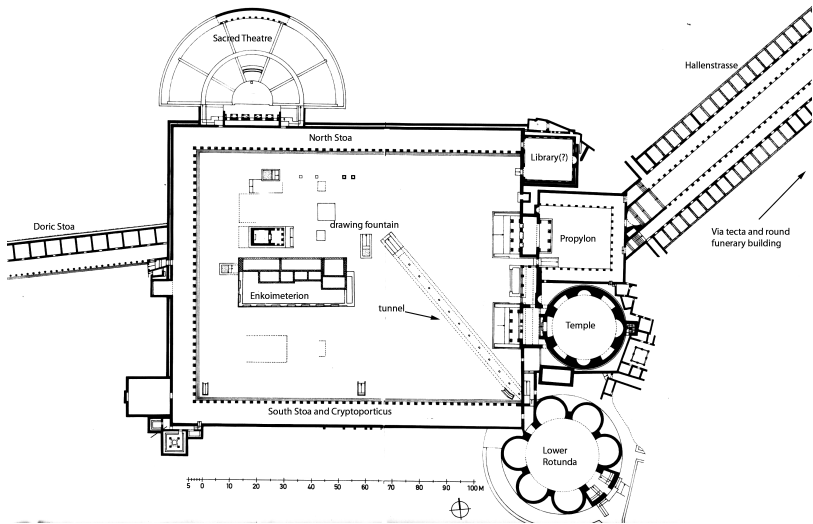 Sacred Theatre
Hallenstrasse
North Stoa
Library(?)
Doric Stoa
drawing fountain
Propylon
Via tecta and round
funerary building
Enkoimeterion
tunnel
Temple
South Stoa and Cryptoporticus
Lower
Rotunda
5 0 10 20 30 40 50 60 70 80 90 100 M